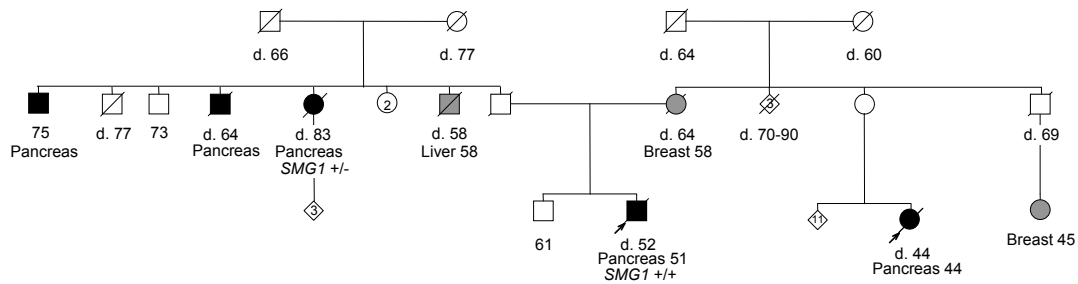 d. 66
d. 77
d. 64
d. 60
2
3
75
Pancreas
d. 77
73
d. 64
Pancreas
d. 83
Pancreas
SMG1 +/-
d. 58
Liver 58
d. 64
Breast 58
d. 70-90
d. 69
3
61
d. 52
Pancreas 51
SMG1 +/+
11
d. 44
Pancreas 44
Breast 45